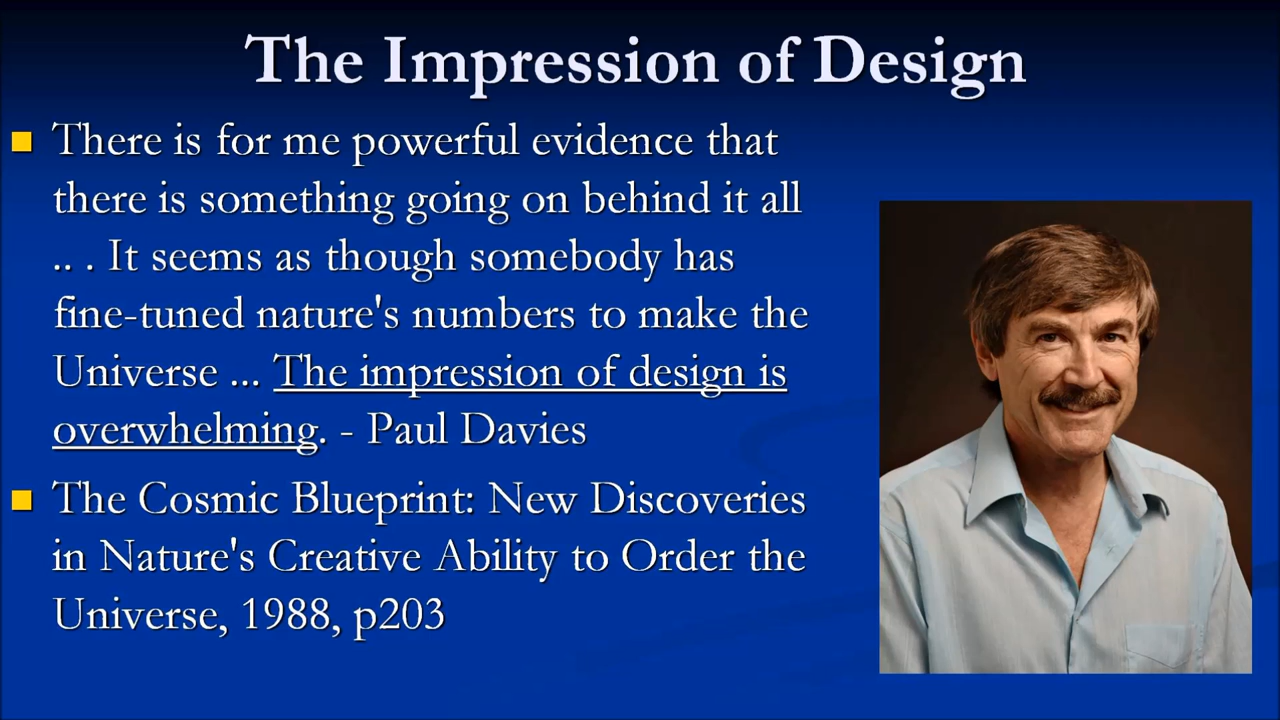 The Impression of Design
There is for me powerful evidence that
there is something going on behind it all
.. . It seems as though somebody has
fine-tuned nature's numbers to make the
Universe ... The impression of design is
overwhelming. - Paul Davies
The Cosmic Blueprint: New Discoveries
in Nature's Creative Ability to Order the
Universe, 1988, p203